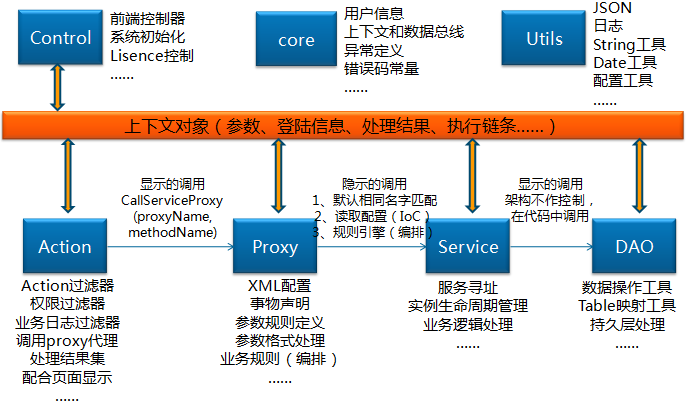 Control
前端控制器
系统初始化
Lisence控制
......
core
用户信息
上下文和数据总线
异常定义
错误码常量
......
Utils
JSON
日志
String工具
Date工具
配置工具
......
上下文对象（参数、登陆信息、处理结果、执行链条......）
显示的调用
CallServiceProxy
(proxyName,
methodName)
隐示的调用
1、默认相同名字匹配
2、读取配置（IoC）
3、规则引擎（编排）
显示的调用
架构不作控制，
在代码中调用
Action
Proxy
Service
DAO
Action过滤器
权限过滤器
业务日志过滤器
调用proxy代理
处理结果集
配合页面显示
......
XML配置
事物声明
参数规则定义
参数格式处理
业务规则（编排）
......
服务寻址
实例生命周期管理
业务逻辑处理
......
数据操作工具
Table映射工具
持久层处理
......